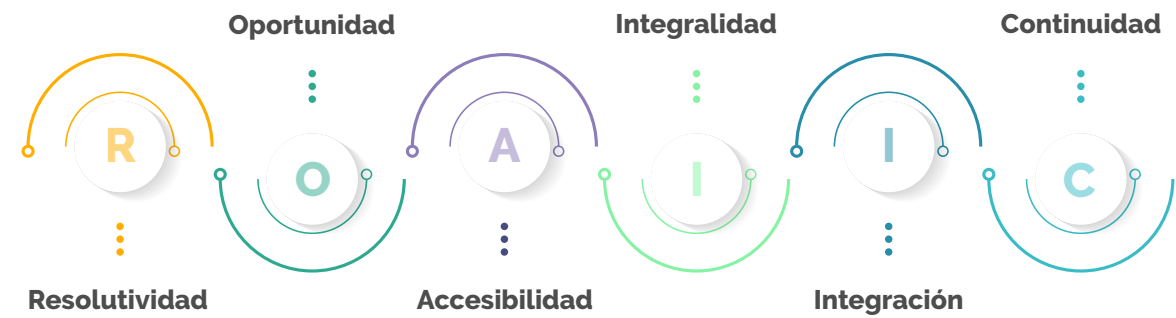 Oportunidad
Integralidad
Continuidad
R
O
A
I
I
C
Resolutividad
Accesibilidad
Integración